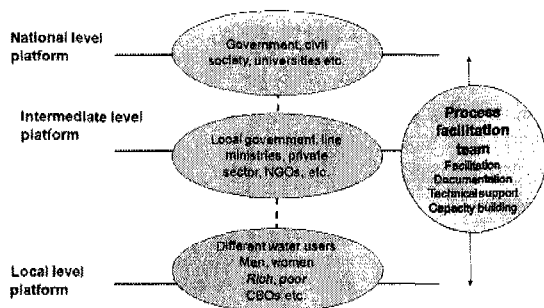 National level
platform
Government, civil
society, universities etc.
Intermediate level
platform
Local government, line
ministries, private
sector, NGOs, etc.
Process
facilitation
team
Facilitation
Documentation
Technical support
Capacity building
Local level
platform
Different water users
Men, women
Rich, poor
CBOs etc.